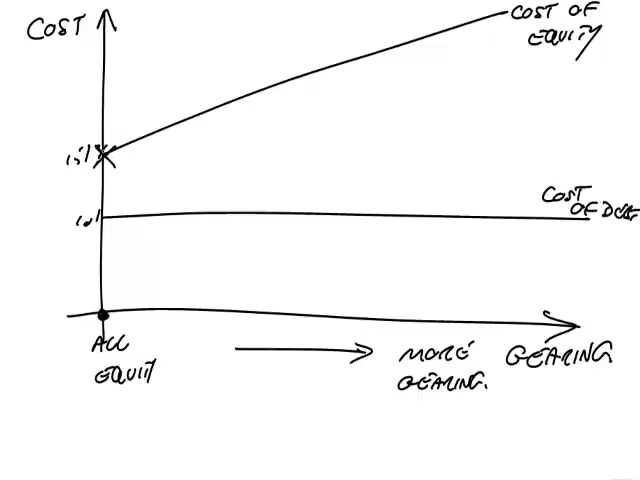 COST
COST OF
EQUITY
15%
COST
OF DEBT
10%
ALL
EQUITY
MORE
GEARING.
GEARING